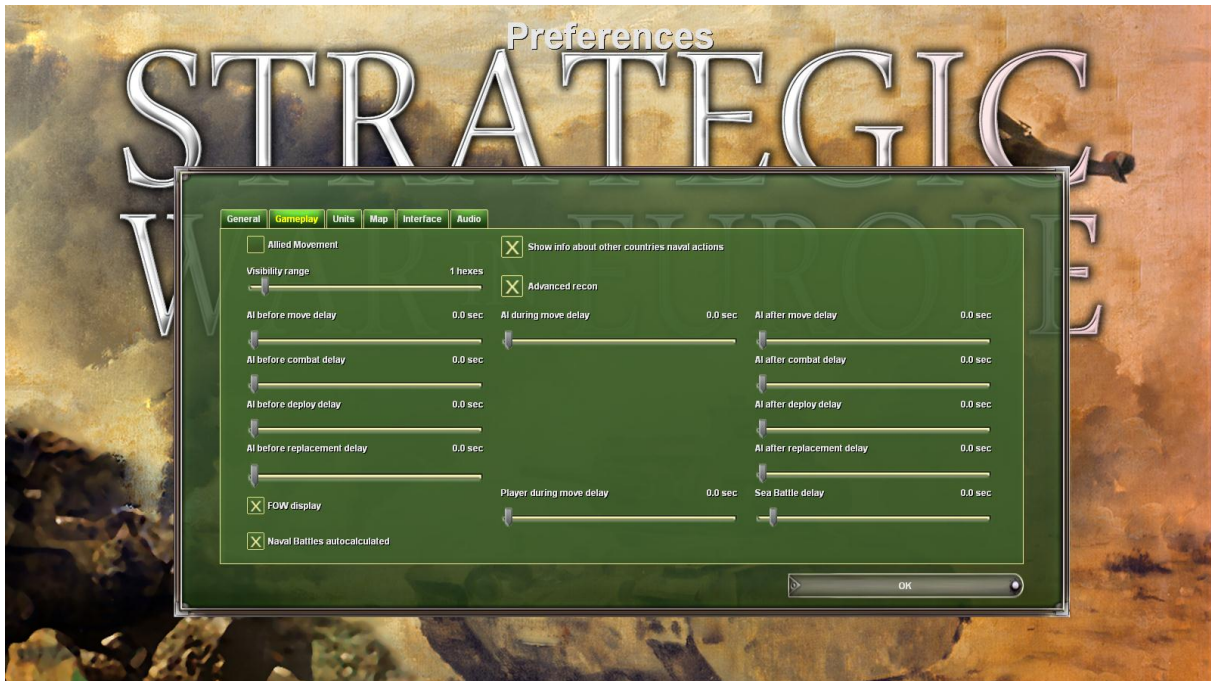 Preferences
STRATEGIC
WAR IN EUROPE
General Gameplay Units Map Interface Audio
Allied Movement
Show info about other countries naval actions
Visibility range 1 hexes
Advanced recon
AI before move delay 0.0 sec AI during move delay 0.0 sec AI after move delay 0.0 sec
AI before combat delay 0.0 sec AI after combat delay 0.0 sec
AI before deploy delay 0.0 sec AI after deploy delay 0.0 sec
AI before replacement delay 0.0 sec AI after replacement delay 0.0 sec
Player during move delay 0.0 sec Sea Battle delay 0.0 sec
FOW display
Naval Battles autocalculated
OK